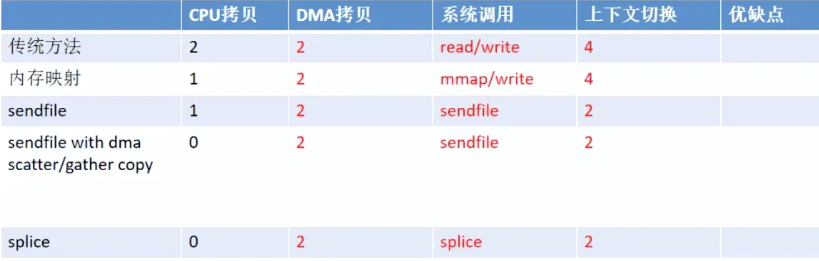 CPU拷贝 DMA拷贝 系统调用 上下文切换 优缺点
传统方法 2 2 read/write 4
内存映射 1 2 mmap/write 4
sendfile 1 2 sendfile 2
sendfile with dma 0 2 sendfile 2
scatter/gather copy
splice 0 2 splice 2